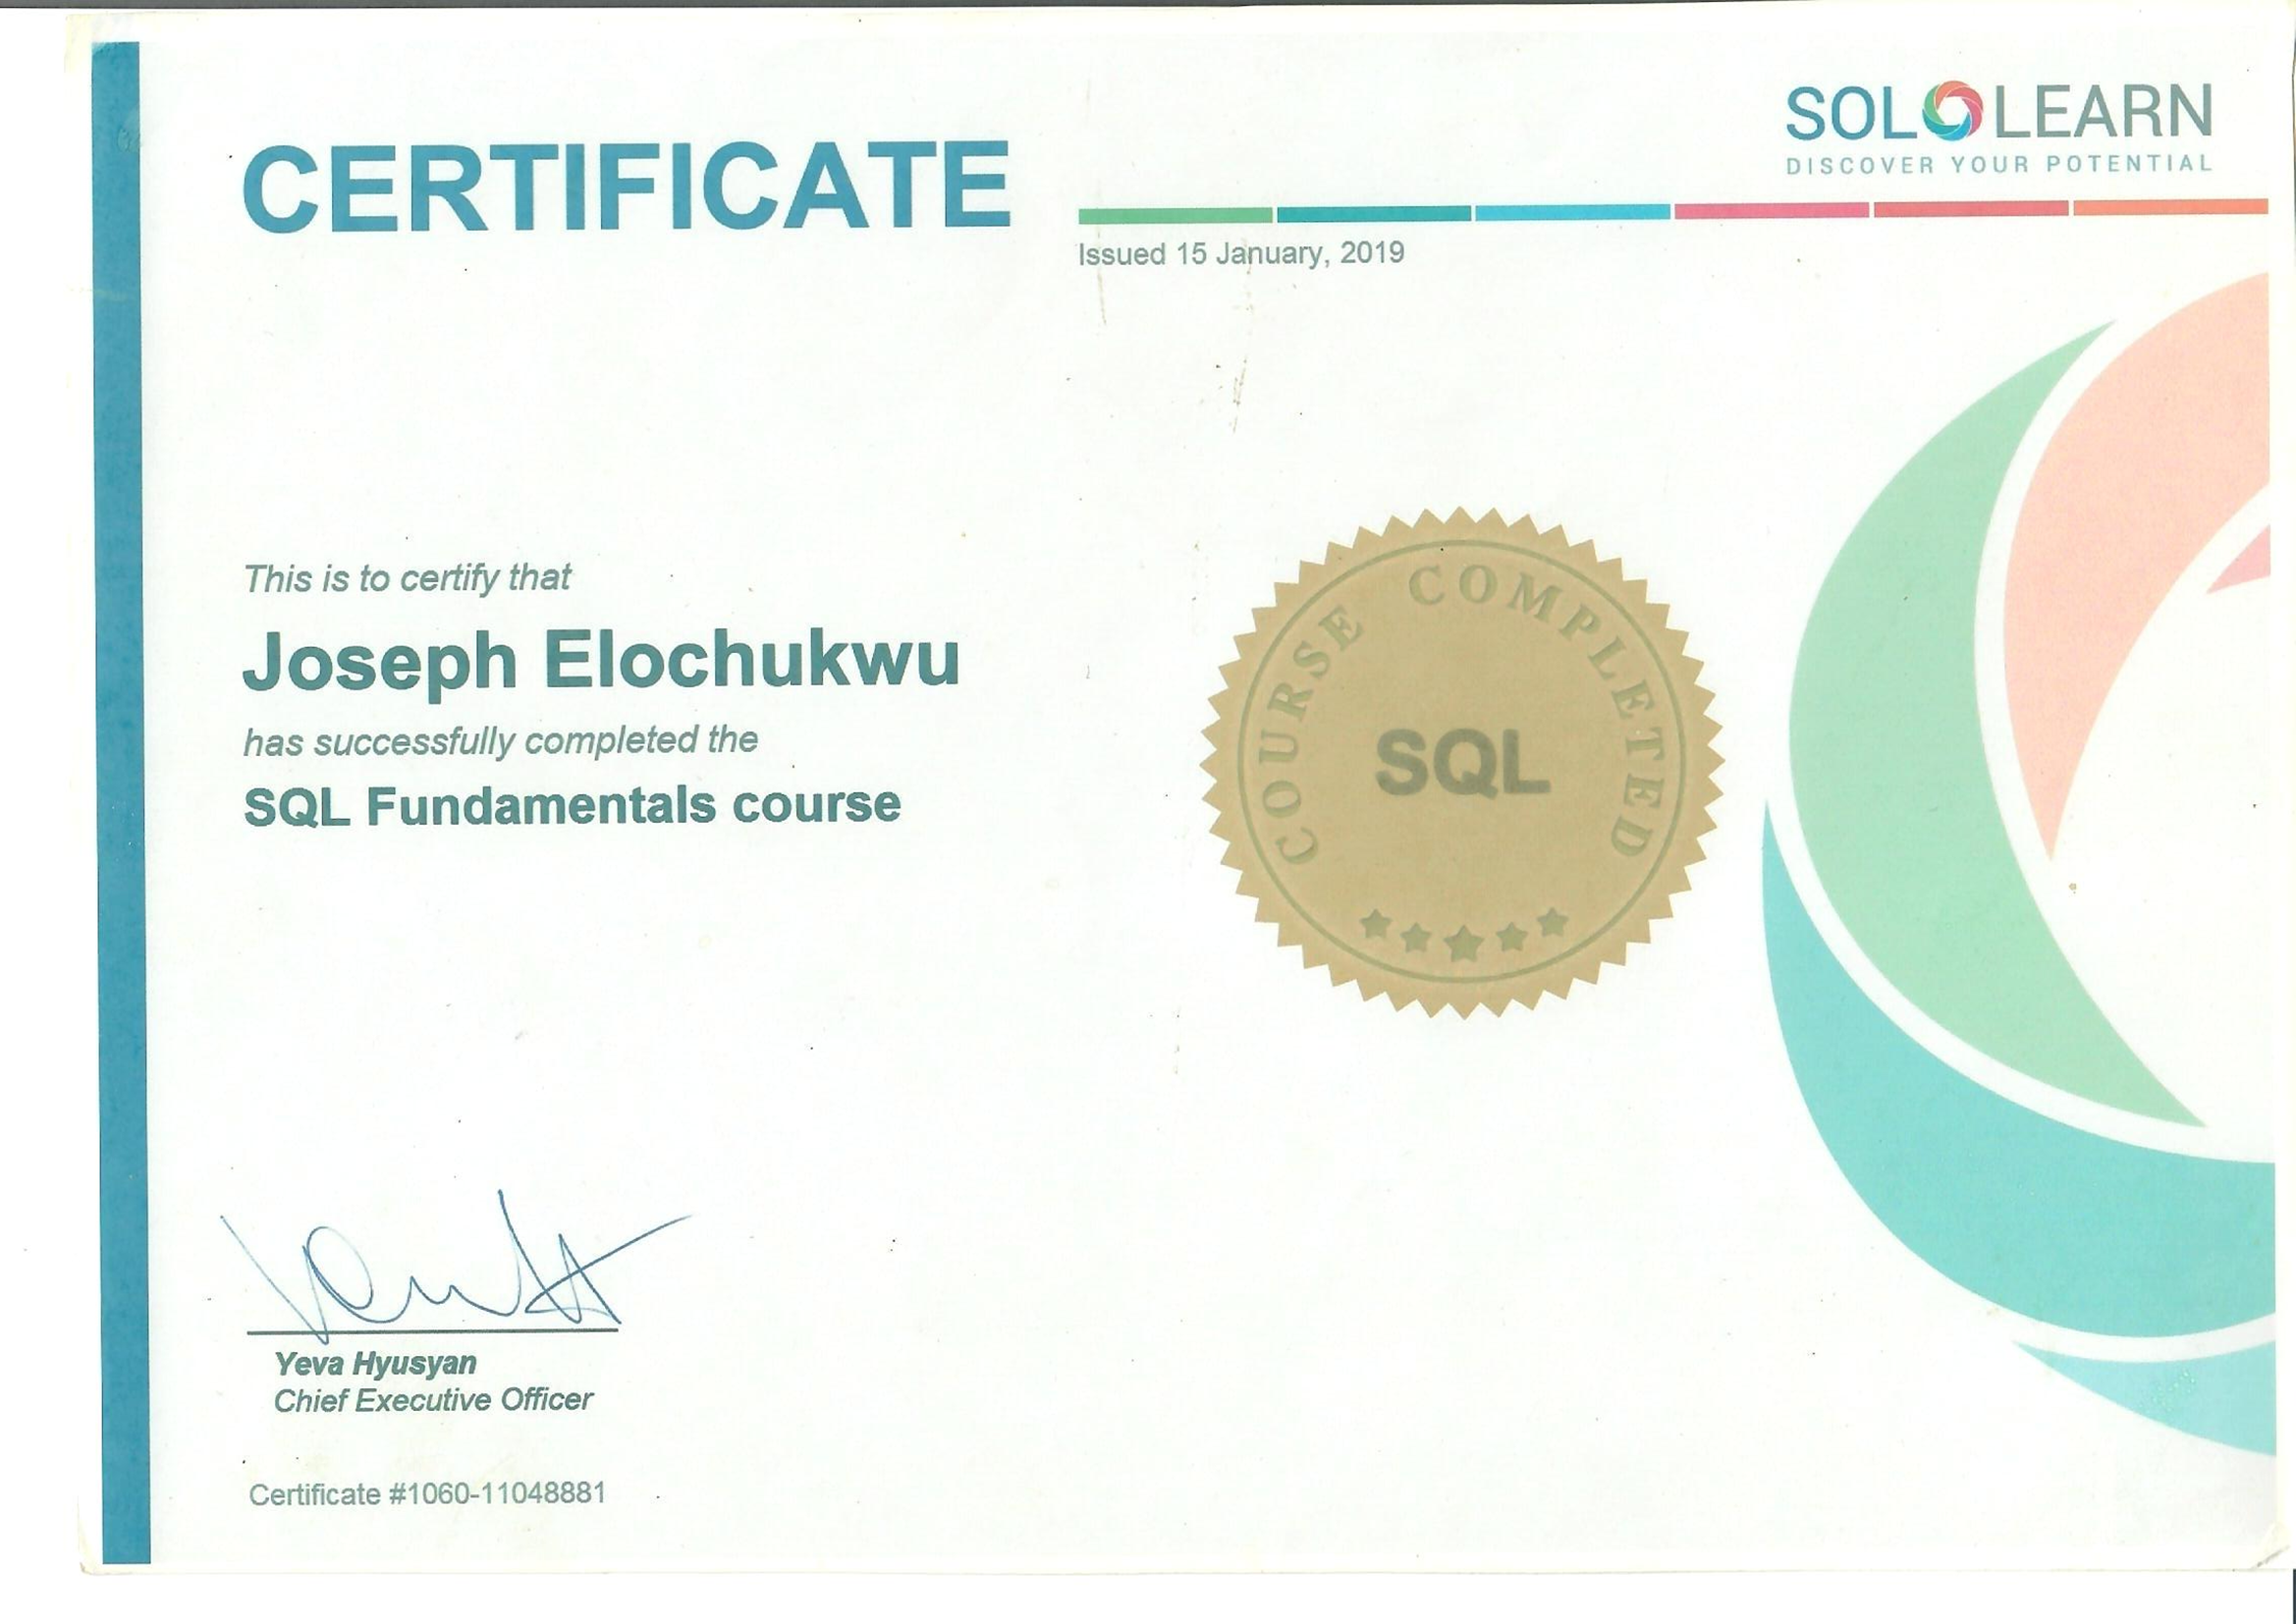 CERTIFICATE
SOLOLEARN
DISCOVER YOUR POTENTIAL
Issued 15 January, 2019
This is to certify that
Joseph Elochukwu
has successfully completed the
SQL Fundamentals course
COURSE COMPLETED
SQL
Yeva Hyusyan
Chief Executive Officer
Certificate #1060-11048881